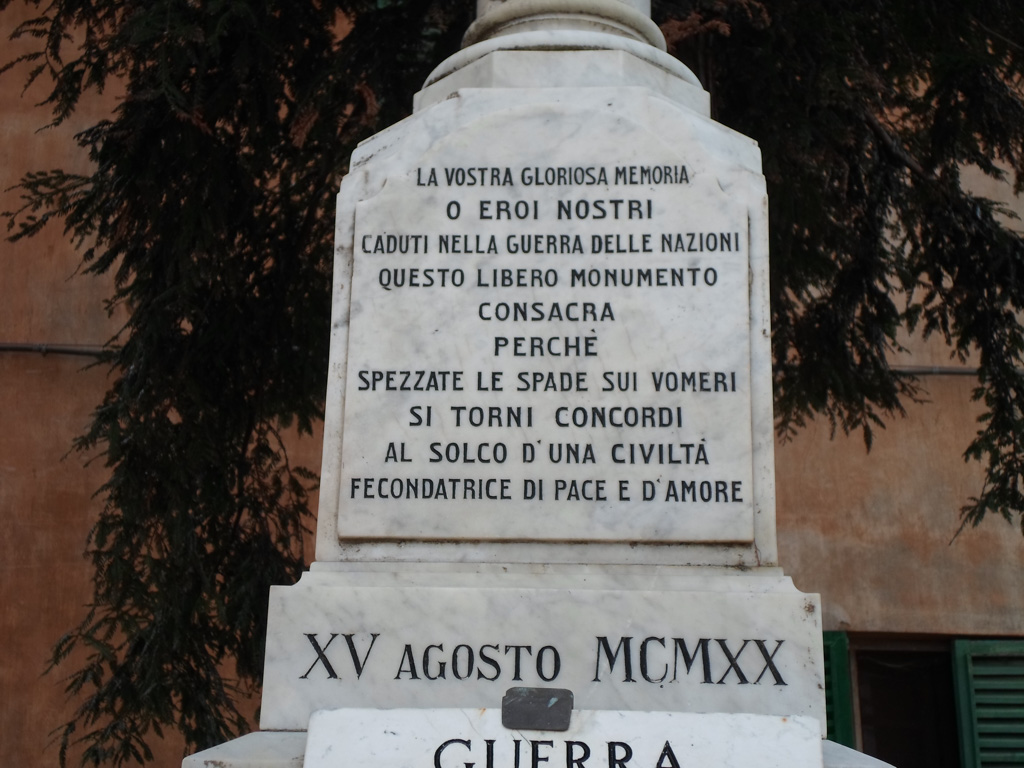 LA VOSTRA GLORIOSA MEMORIA
O EROI NOSTRI
CADUTI NELLA GUERRA DELLE NAZIONI
QUESTO LIBERO MONUMENTO
CONSACRA
PERCHÈ
SPEZZATE LE SPADE SUI VOMERI
SI TORNI CONCORDI
AL SOLCO D'UNA CIVILTÀ
FECONDATRICE DI PACE E D'AMORE
XV AGOSTO MCMXX
GUERRA